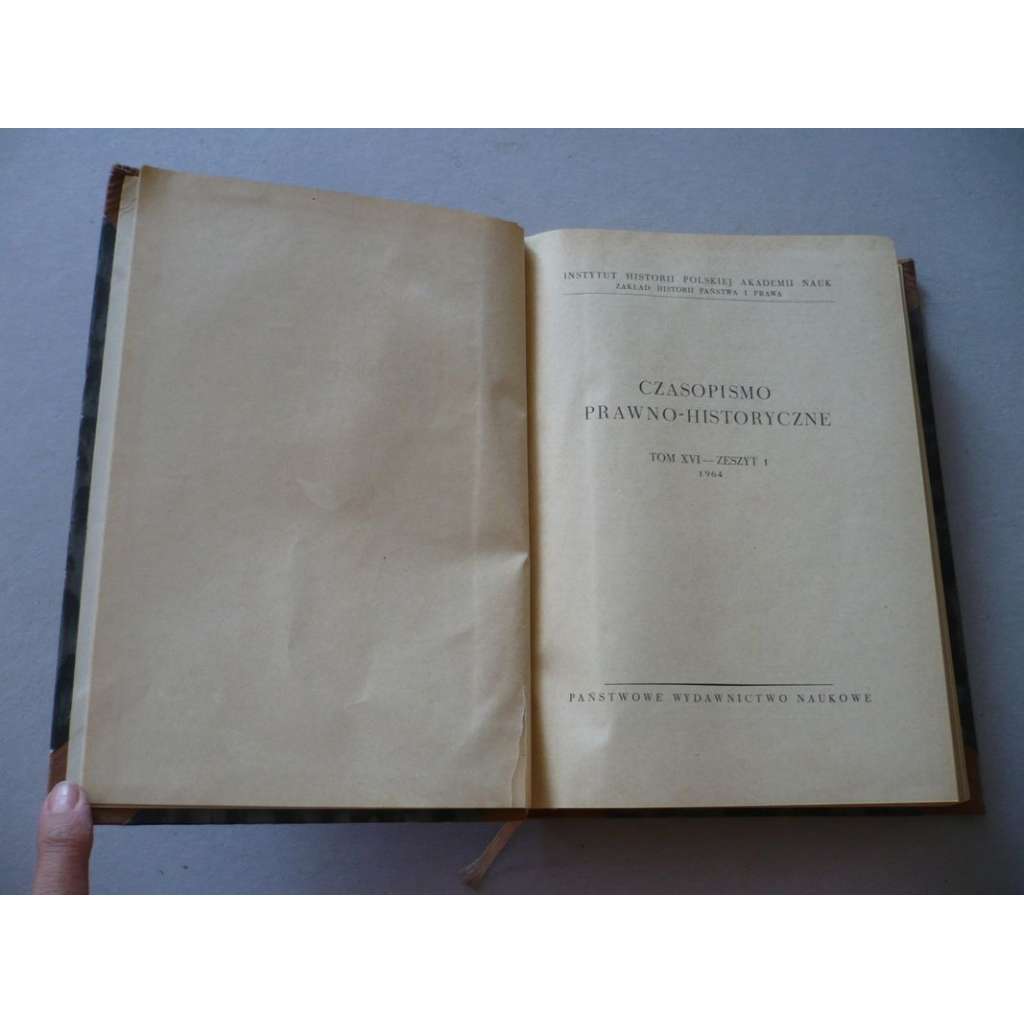 INSTYTUT HISTORII POLSKIEJ AKADEMII NAUK
ZAKŁAD HISTORII PAŃSTWA I PRAWA
CZASOPISMO
PRAWNO-HISTORYCZNE
TOM XVI — ZESZYT 1
1964
PAŃSTWOWE WYDAWNICTWO NAUKOWE